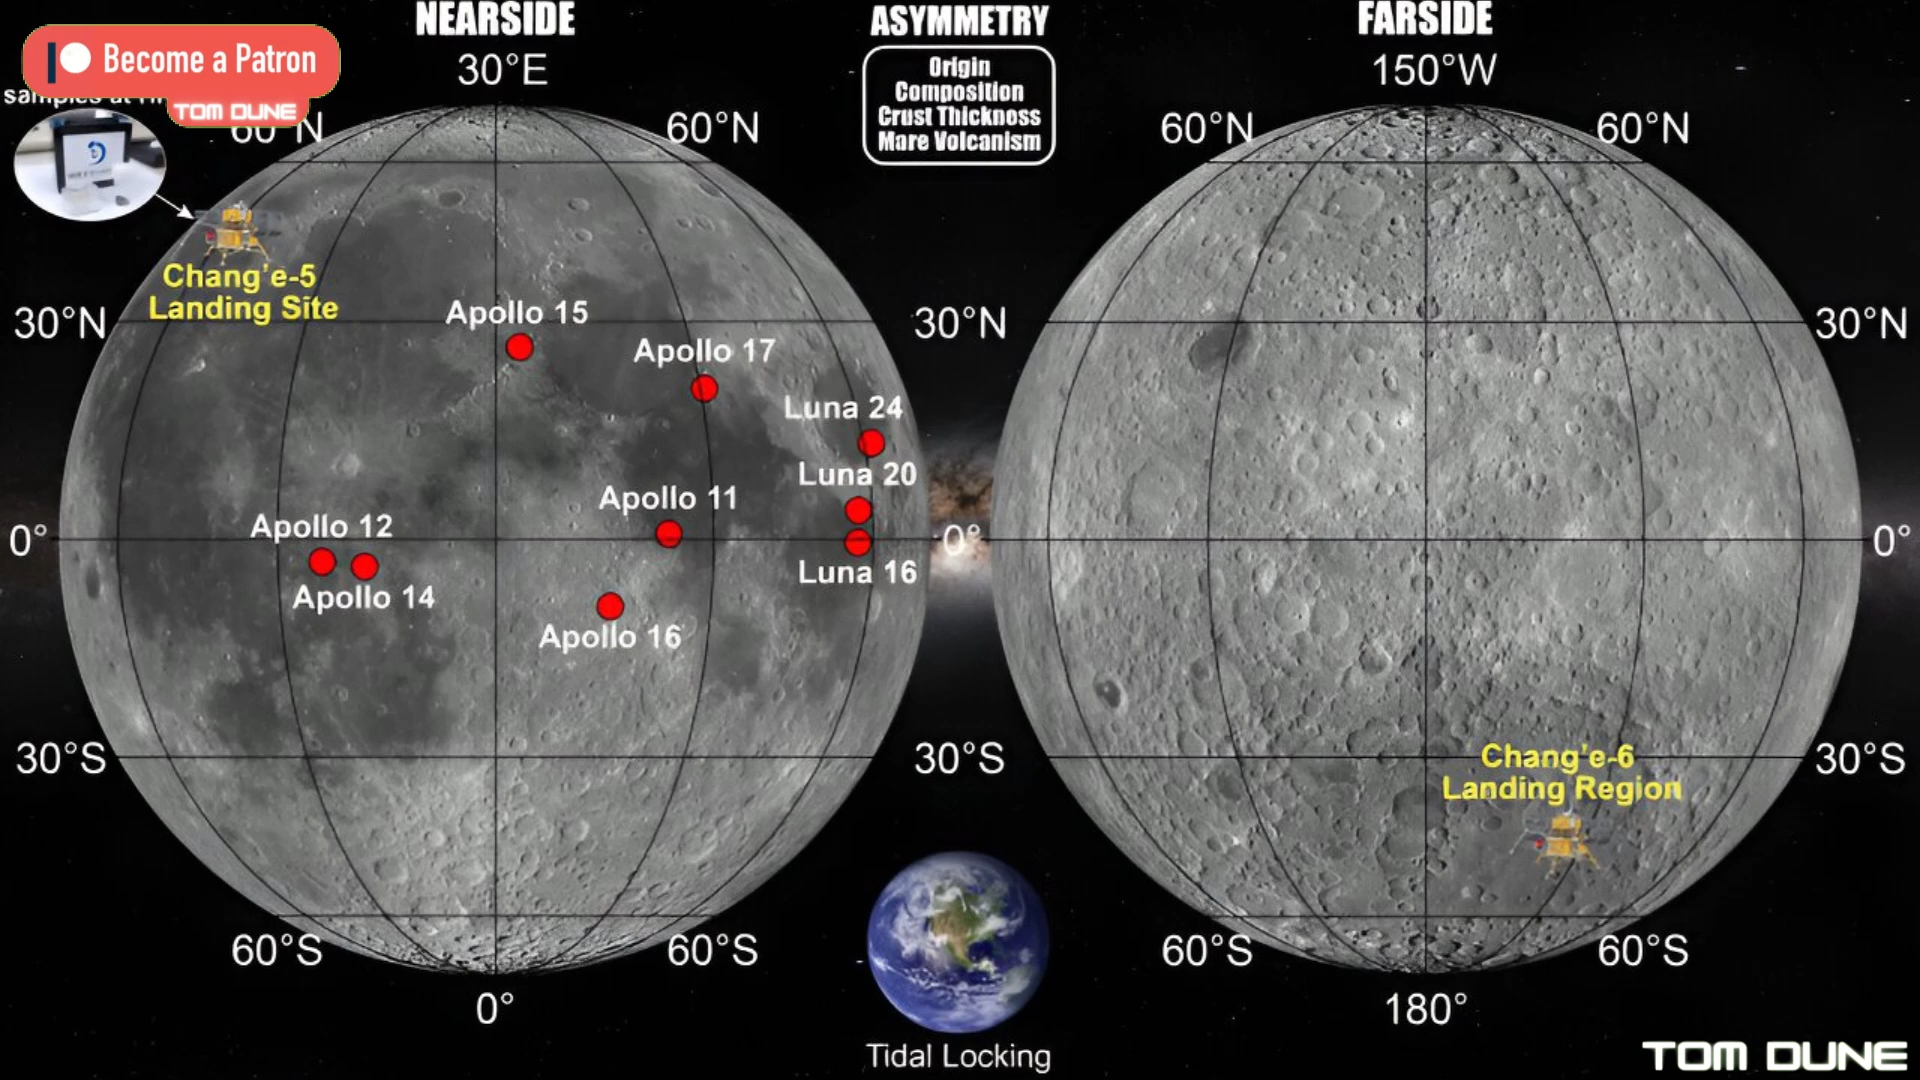 NEARSIDE
ASYMMETRY
FARSIDE
Become a Patron
TOM DUNE
30°E
Origin
Composition
Crust Thickness
Mare Volcanism
150°W
samples at
60°N
60°N
60°N
60°N
Chang'e-5
Landing Site
30°N
Apollo 15
Apollo 17
30°N
30°N
Luna 24
Luna 20
Apollo 11
Apollo 12
0°
0°
0°
Luna 16
Apollo 14
Apollo 16
30°S
30°S
30°S
Chang'e-6
Landing Region
60°S
60°S
60°S
60°S
0°
180°
Tidal Locking
TOM DUNE